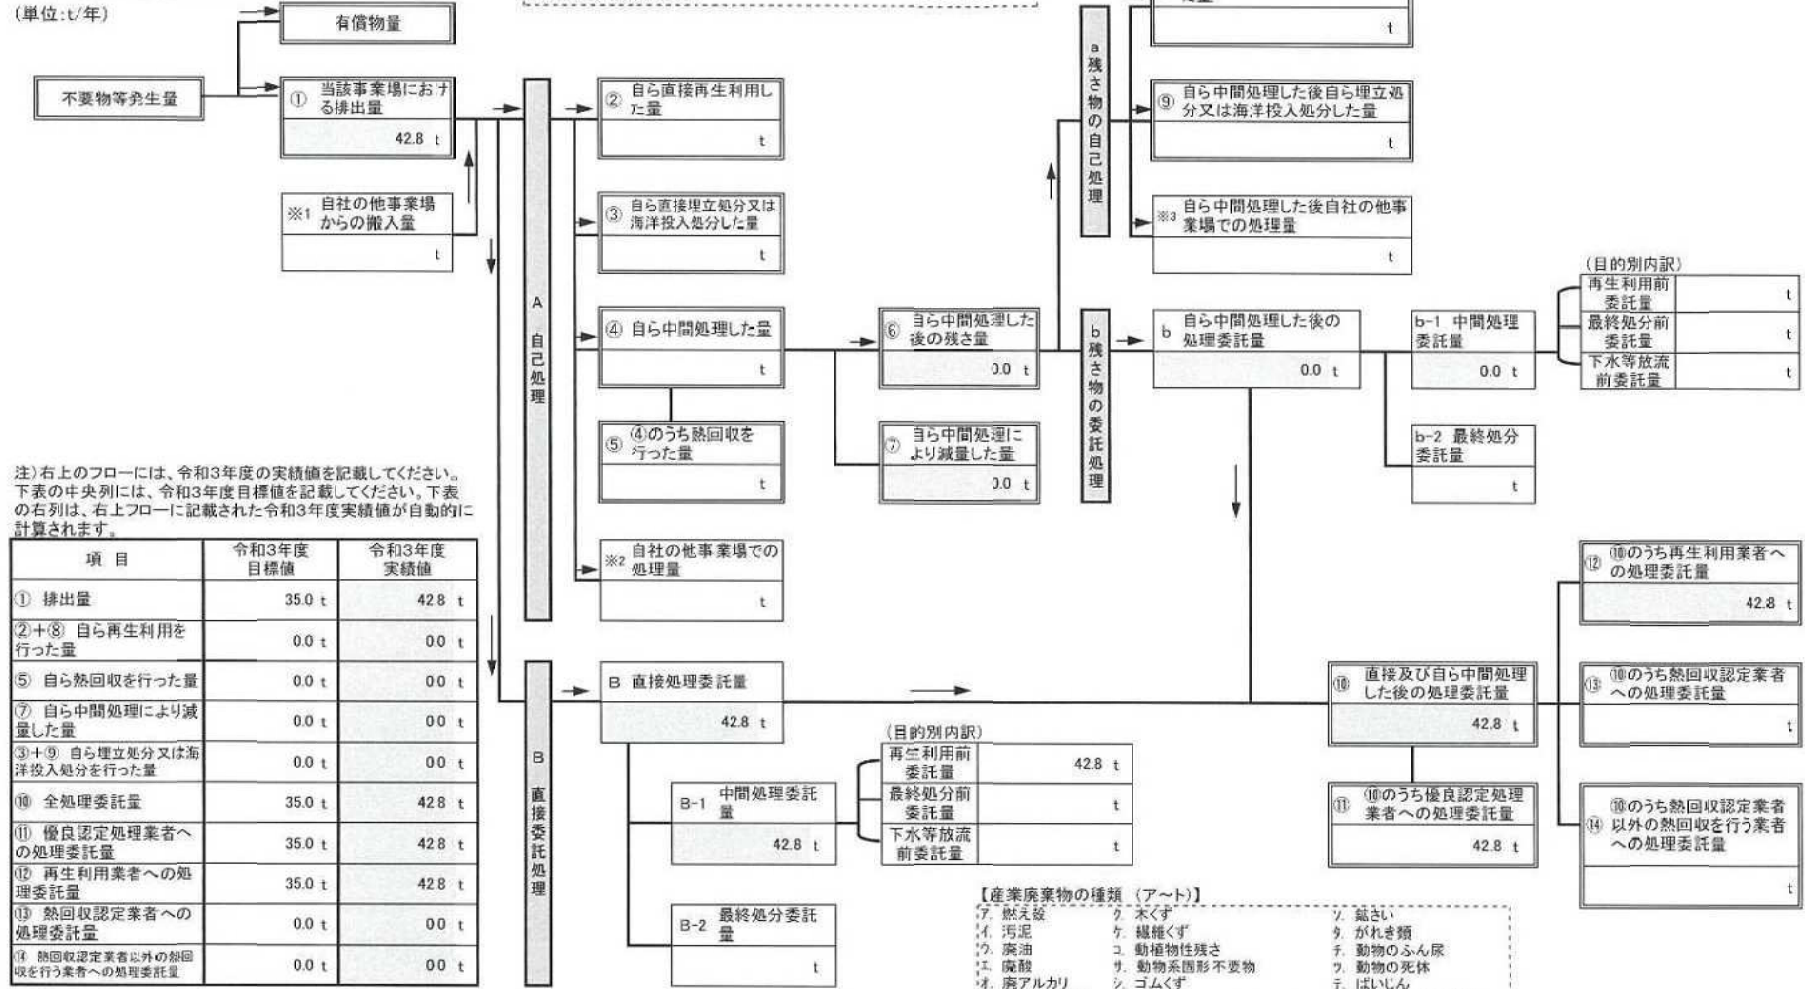 (単位:t/年)
有償物量
不要物等発生量
① 当該事業場におけ
る排出量
42.8 t
※1 自社の他事業場
からの搬入量
t
A 自己処理
② 自ら直接再生利用し
た量
t
③ 自ら直接埋立処分又は
海洋投入処分した量
t
④ 自ら中間処理した量
t
⑤ ④のうち熱回収を
行った量
t
※2 自社の他事業場での
処理量
t
⑥ 自ら中間処理した
後の残さ量
0.0 t
⑦ 自ら中間処理に
より減量した量
0.0 t
a 残さ物の自己処理
t
⑨ 自ら中間処理した後自ら埋立処
分又は海洋投入処分した量
t
※3 自ら中間処理した後自社の他事
業場での処理量
t
b 残さ物の委託処理
b 自ら中間処理した後の
処理委託量
0.0 t
b-1 中間処理
委託量
0.0 t
b-2 最終処分
委託量
t
(目的別内訳)
再生利用前
委託量 t
最終処分前
委託量 t
下水等放流
前委託量 t
注)右上のフローには、令和3年度の実績値を記載してください。
下表の中央列には、令和3年度目標値を記載してください。下表
の右列は、右上フローに記載された令和3年度実績値が自動的に
計算されます。
項 目 令和3年度 令和3年度
目標値 実績値
① 排出量 35.0 t 42.8 t
②+⑧ 自ら再生利用を
行った量 0.0 t 0.0 t
⑤ 自ら熱回収を行った量 0.0 t 0.0 t
⑦ 自ら中間処理により減
量した量 0.0 t 0.0 t
③+⑨ 自ら埋立処分又は海
洋投入処分を行った量 0.0 t 0.0 t
⑩ 全処理委託量 35.0 t 42.8 t
⑪ 優良認定処理業者へ
の処理委託量 35.0 t 42.8 t
⑫ 再生利用業者への処
理委託量 35.0 t 42.8 t
⑬ 熱回収認定業者への
処理委託量 0.0 t 0.0 t
⑭ 熱回収認定業者以外の熱回
収を行う業者への処理委託量 0.0 t 0.0 t
B 直接委託処理
B 直接処理委託量
42.8 t
B-1 中間処理委託
量
42.8 t
B-2 最終処分委託
量
t
(目的別内訳)
再生利用前
委託量 42.8 t
最終処分前
委託量 t
下水等放流
前委託量 t
⑩ 直接及び自ら中間処理
した後の処理委託量
42.8 t
⑪ ⑩のうち優良認定処理
業者への処理委託量
42.8 t
⑫ ⑩のうち再生利用業者へ
の処理委託量
42.8 t
⑬ ⑩のうち熱回収認定業者
への処理委託量
t
⑭ ⑩のうち熱回収認定業者
以外の熱回収を行う業者
への処理委託量
t
【産業廃棄物の種類 (ア~ト)】
ア. 燃え殻 ク. 木くず ソ. 鉱さい
イ. 汚泥 ケ. 繊維くず タ. がれき類
ウ. 廃油 コ. 動植物性残さ チ. 動物のふん尿
エ. 廃酸 サ. 動物系固形不要物 ツ. 動物の死体
オ. 廃アルカリ シ. ゴムくず テ. ばいじん